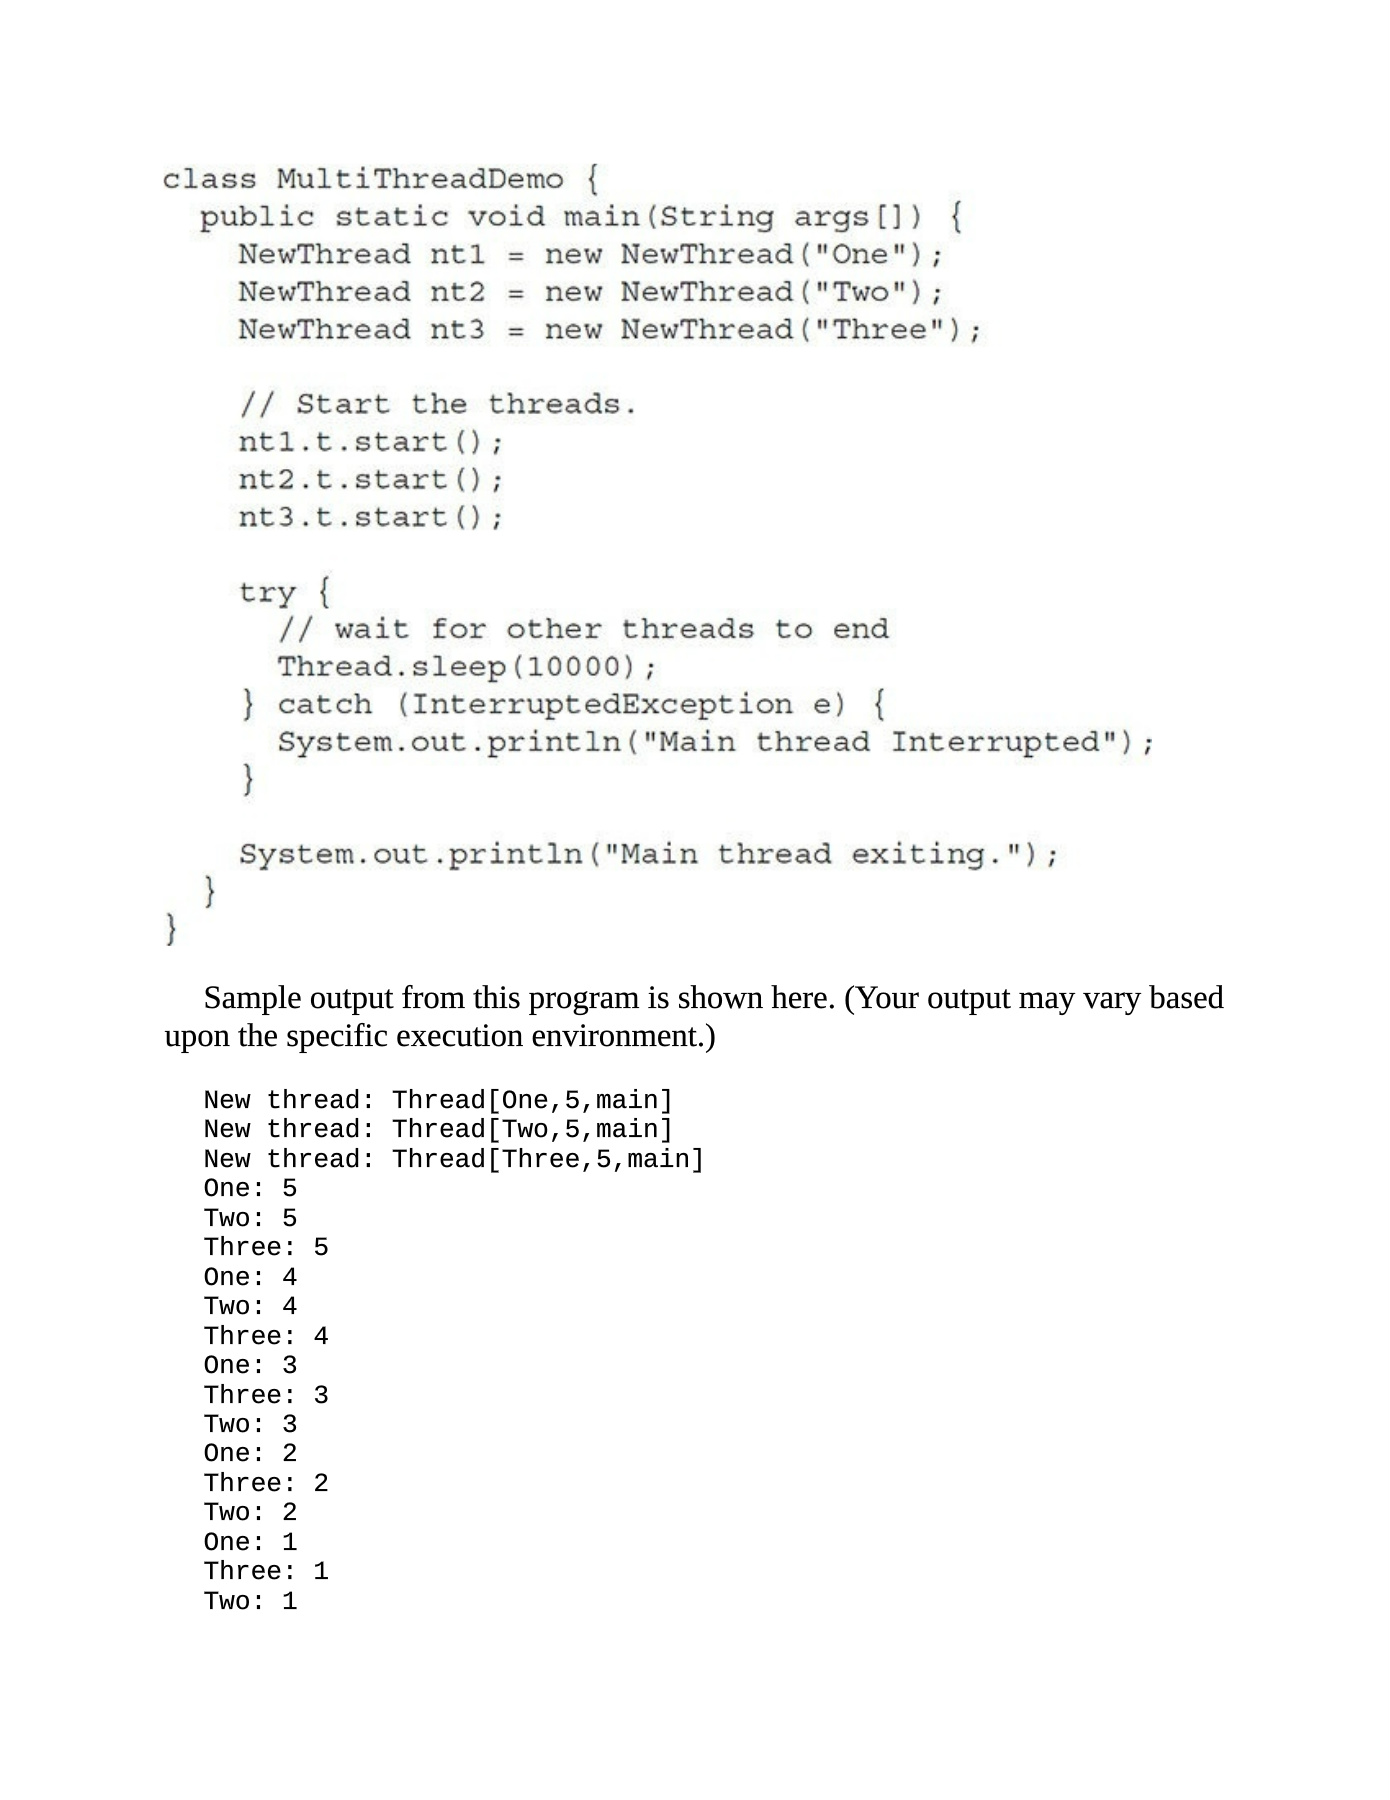 class MultiThreadDemo {
  public static void main(String args[]) {
    NewThread nt1 = new NewThread("One");
    NewThread nt2 = new NewThread("Two");
    NewThread nt3 = new NewThread("Three");

    // Start the threads.
    nt1.t.start();
    nt2.t.start();
    nt3.t.start();

    try {
      // wait for other threads to end
      Thread.sleep(10000);
    } catch (InterruptedException e) {
      System.out.println("Main thread Interrupted");
    }

    System.out.println("Main thread exiting.");
  }
}

Sample output from this program is shown here. (Your output may vary based
upon the specific execution environment.)

New thread: Thread[One,5,main]
New thread: Thread[Two,5,main]
New thread: Thread[Three,5,main]
One: 5
Two: 5
Three: 5
One: 4
Two: 4
Three: 4
One: 3
Three: 3
Two: 3
One: 2
Three: 2
Two: 2
One: 1
Three: 1
Two: 1